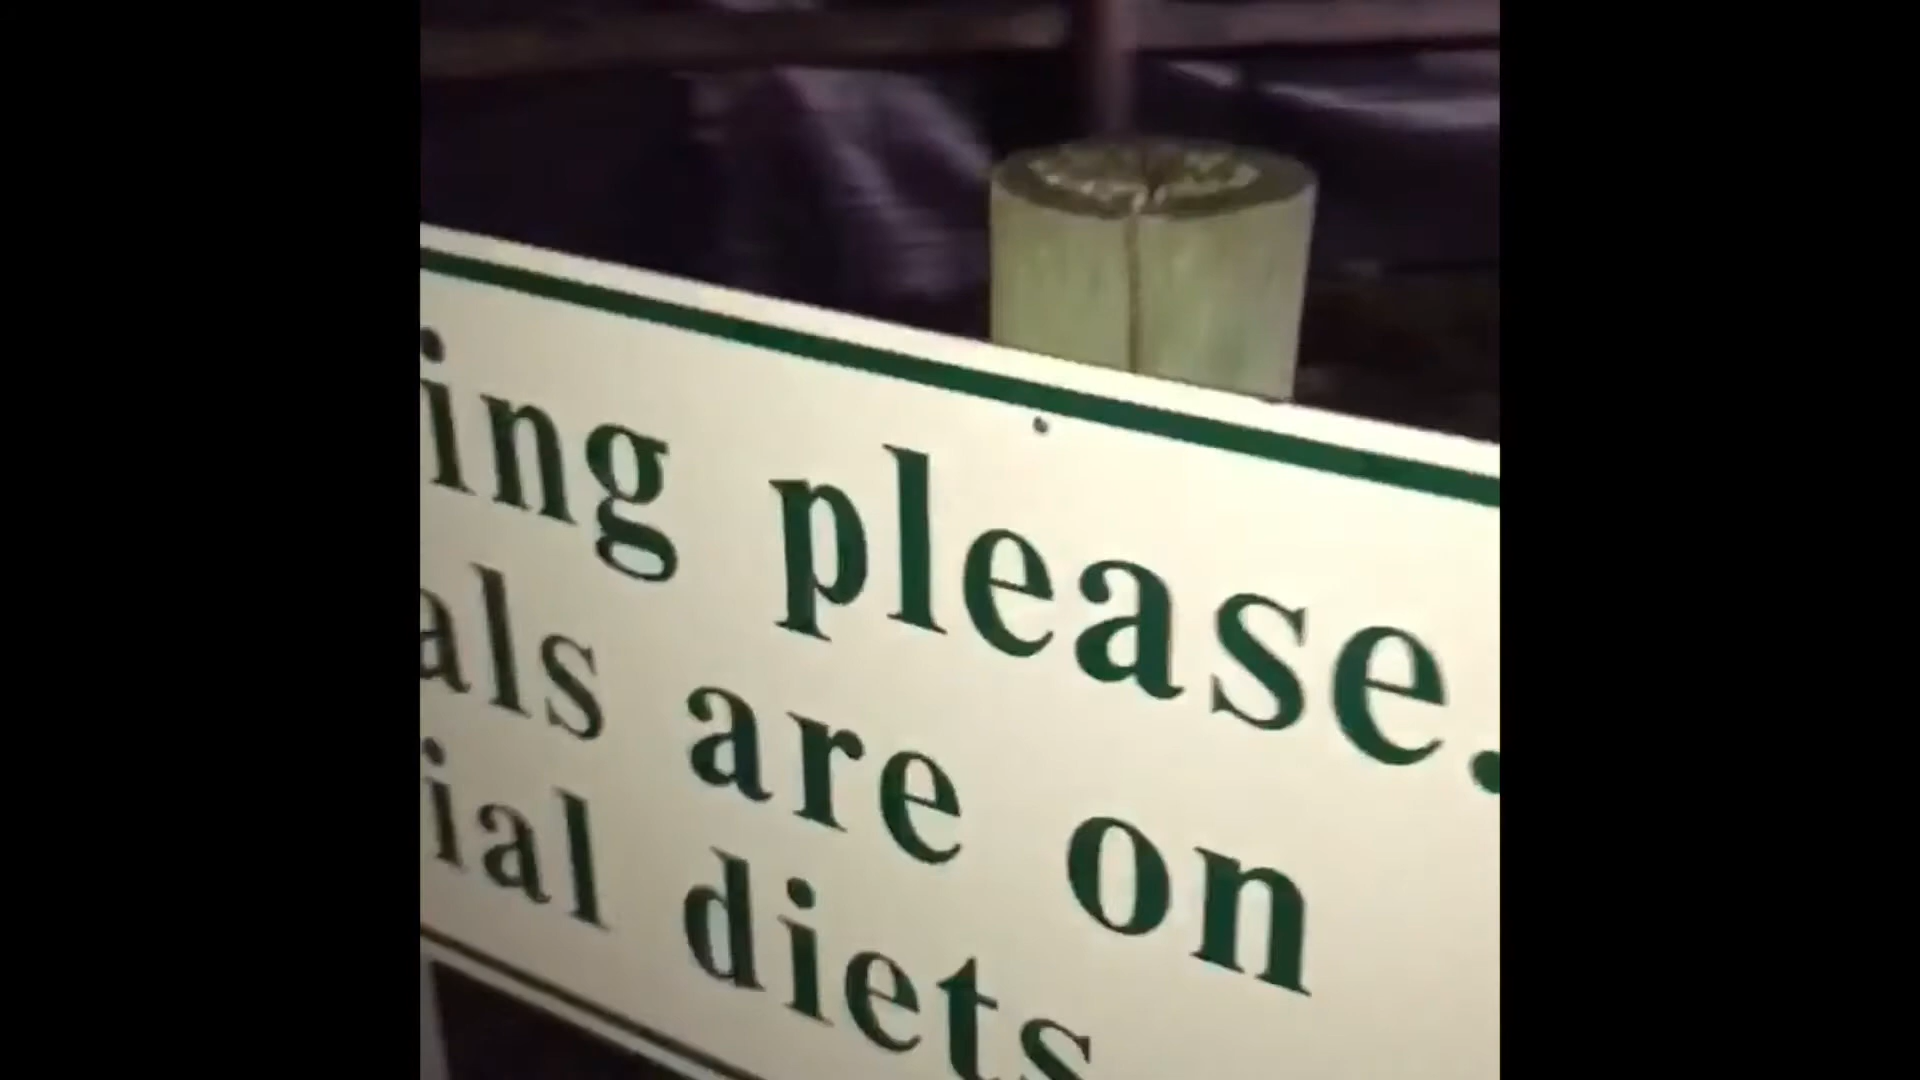 ing please.
als are on
ial diets